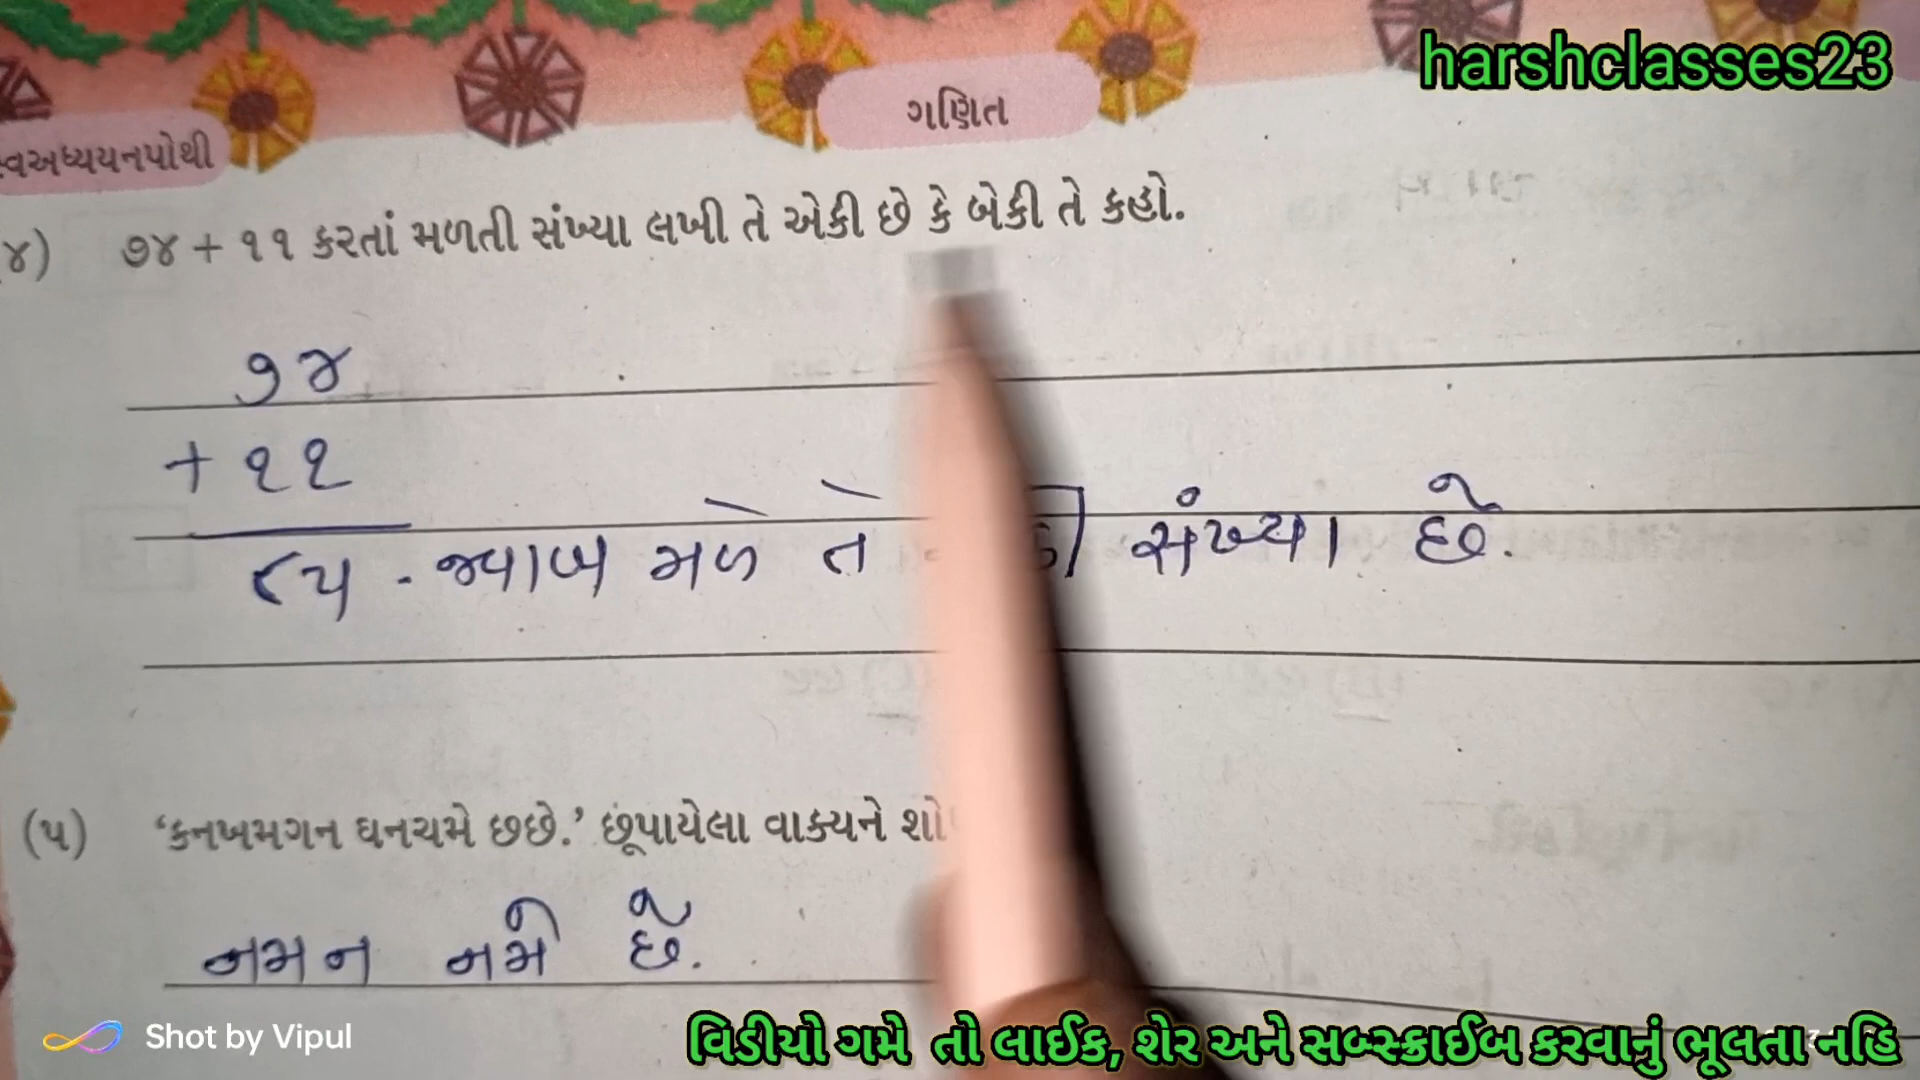 harshclasses23
ગણિત
સ્વઅધ્યયનપોથી
૪) ૭૪ + ૧૧ કરતાં મળતી સંખ્યા લખી તે એકી છે કે બેકી તે કહો.
૭૪
+ ૧૧
૮૫ - જવાબ મળે તે સંખ્યા છે.
(૫) ‘કનખમગન ઘનચમે છછે.’ છૂપાયેલા વાક્યને
નમન નમે છે.
Shot by Vipul
વિડીયો ગમે તો લાઈક, શેર અને સબ્સ્ક્રાઈબ કરવાનું ભૂલતા નહિ